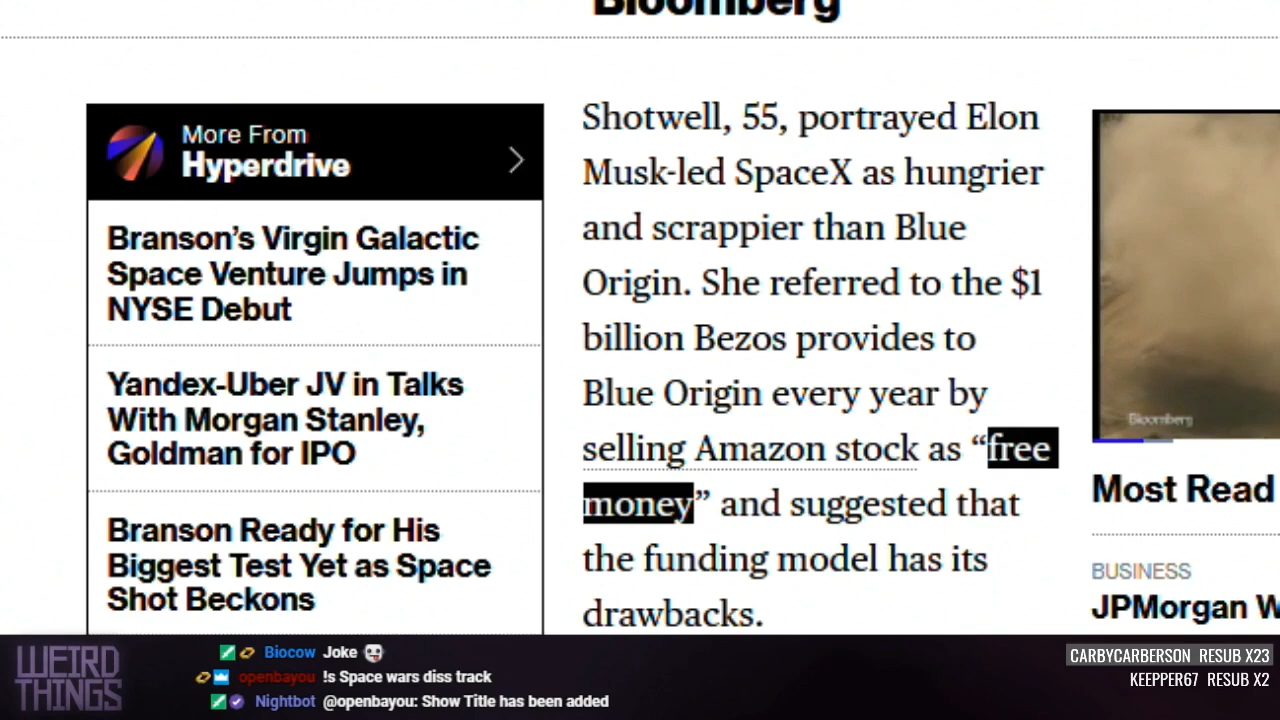 Bloomberg
More From
Hyperdrive
Branson's Virgin Galactic
Space Venture Jumps in
NYSE Debut
Yandex-Uber JV in Talks
With Morgan Stanley,
Goldman for IPO
Branson Ready for His
Biggest Test Yet as Space
Shot Beckons
Shotwell, 55, portrayed Elon
Musk-led SpaceX as hungrier
and scrappier than Blue
Origin. She referred to the $1
billion Bezos provides to
Blue Origin every year by
selling Amazon stock as “free
money” and suggested that
the funding model has its
drawbacks.
Bloomberg
Most Read
BUSINESS
JPMorgan W
WEIRD
THINGS
Biocow Joke
openbayou !s Space wars diss track
Nightbot @openbayou: Show Title has been added
CARBYCARBERSON RESUB X23
KEEPPER67 RESUB X2